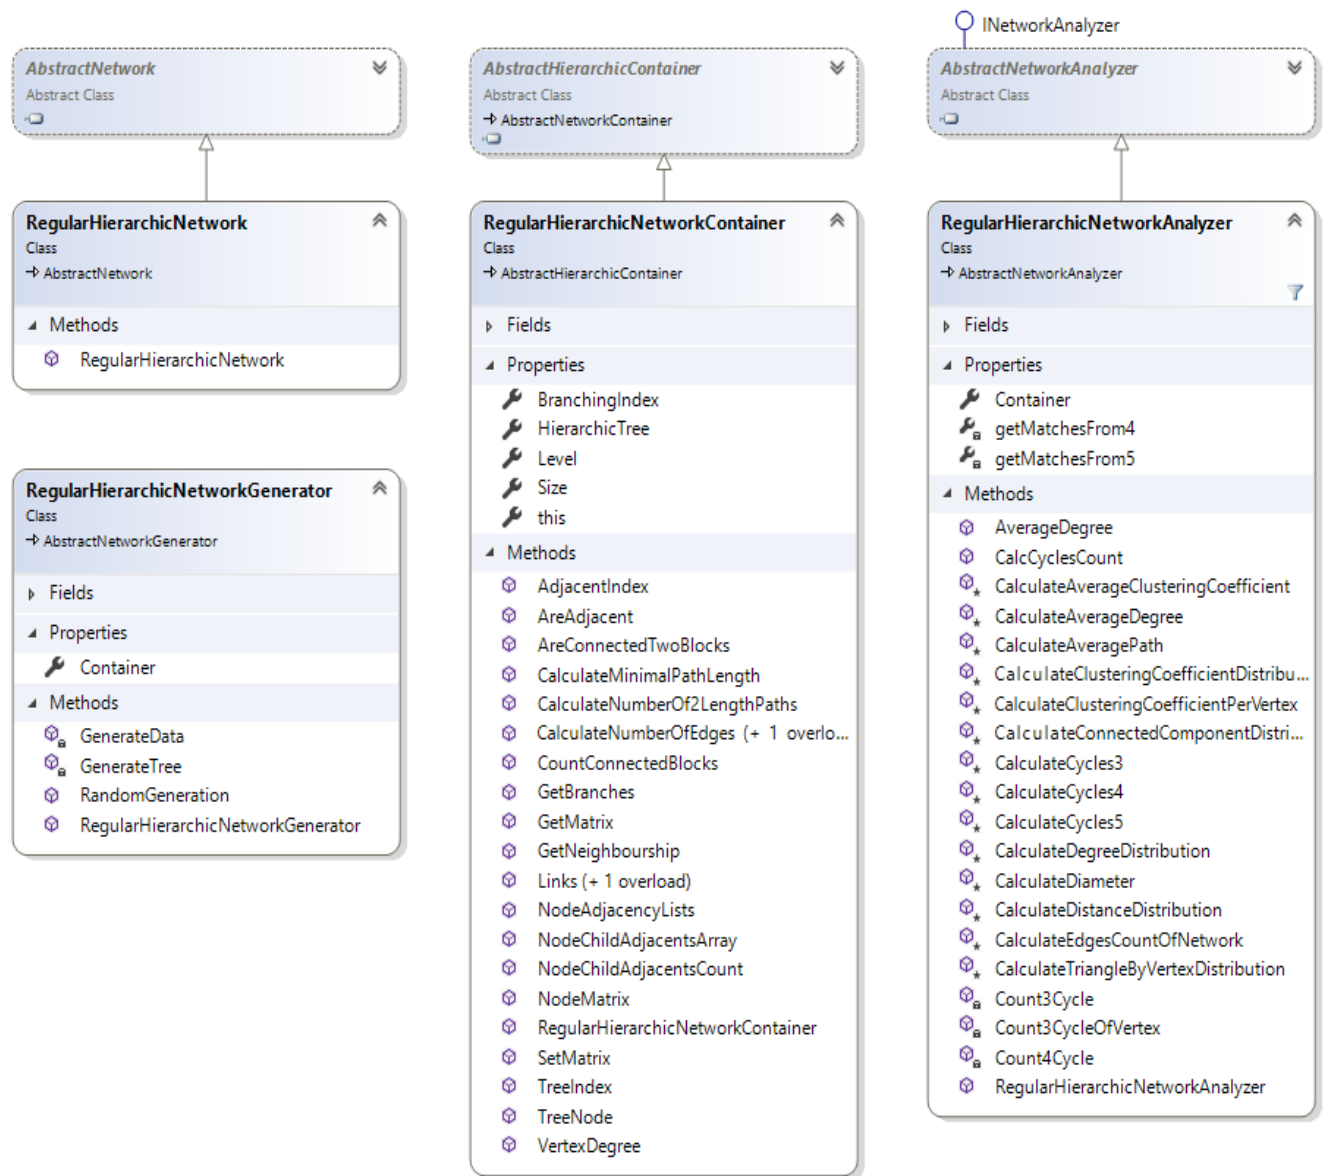 AbstractNetwork
Abstract Class
RegularHierarchicNetwork
Class
AbstractNetwork
Methods
RegularHierarchicNetwork
RegularHierarchicNetworkGenerator
Class
AbstractNetworkGenerator
Fields
Properties
Container
Methods
GenerateData
GenerateTree
RandomGeneration
RegularHierarchicNetworkGenerator
AbstractHierarchicContainer
Abstract Class
AbstractNetworkContainer
RegularHierarchicNetworkContainer
Class
AbstractHierarchicContainer
Fields
Properties
BranchingIndex
HierarchicTree
Level
Size
this
Methods
AdjacentIndex
AreAdjacent
AreConnectedTwoBlocks
CalculateMinimalPathLength
CalculateNumberOf2LengthPaths
CalculateNumberOfEdges (+ 1 overlo...
CountConnectedBlocks
GetBranches
GetMatrix
GetNeighbourship
Links (+ 1 overload)
NodeAdjacencyLists
NodeChildAdjacentsArray
NodeChildAdjacentsCount
NodeMatrix
RegularHierarchicNetworkContainer
SetMatrix
TreeIndex
TreeNode
VertexDegree
INetworkAnalyzer
AbstractNetworkAnalyzer
Abstract Class
RegularHierarchicNetworkAnalyzer
Class
AbstractNetworkAnalyzer
Fields
Properties
Container
getMatchesFrom4
getMatchesFrom5
Methods
AverageDegree
CalcCyclesCount
CalculateAverageClusteringCoefficient
CalculateAverageDegree
CalculateAveragePath
CalculateClusteringCoefficientDistribu...
CalculateClusteringCoefficientPerVertex
CalculateConnectedComponentDistri...
CalculateCycles3
CalculateCycles4
CalculateCycles5
CalculateDegreeDistribution
CalculateDiameter
CalculateDistanceDistribution
CalculateEdgesCountOfNetwork
CalculateTriangleByVertexDistribution
Count3Cycle
Count3CycleOfVertex
Count4Cycle
RegularHierarchicNetworkAnalyzer